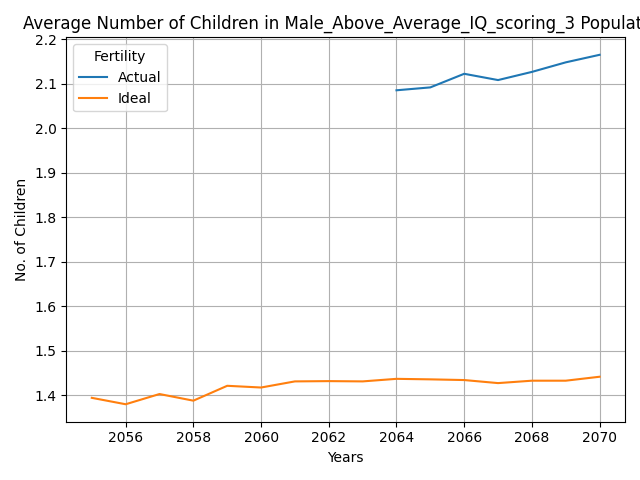 Average Number of Children in Male_Above_Average_IQ_scoring_3 Populat
2.2
2.1
2.0
1.9
1.8
1.7
1.6
1.5
1.4
No. of Children
Fertility
Actual
Ideal
2056 2058 2060 2062 2064 2066 2068 2070
Years